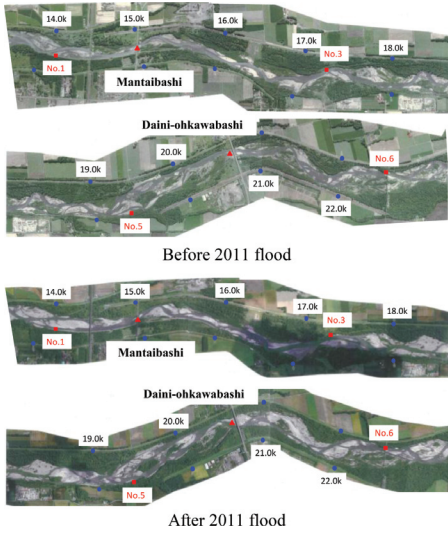 14.0k
15.0k
16.0k
17.0k
No.3
18.0k
No.1
Mantaibashi
Daini-ohkawabashi
20.0k
19.0k
No.6
21.0k
22.0k
No.5
Before 2011 flood
14.0k
15.0k
16.0k
17.0k
No.3
18.0k
No.1
Mantaibashi
Daini-ohkawabashi
20.0k
19.0k
No.6
21.0k
22.0k
No.5
After 2011 flood